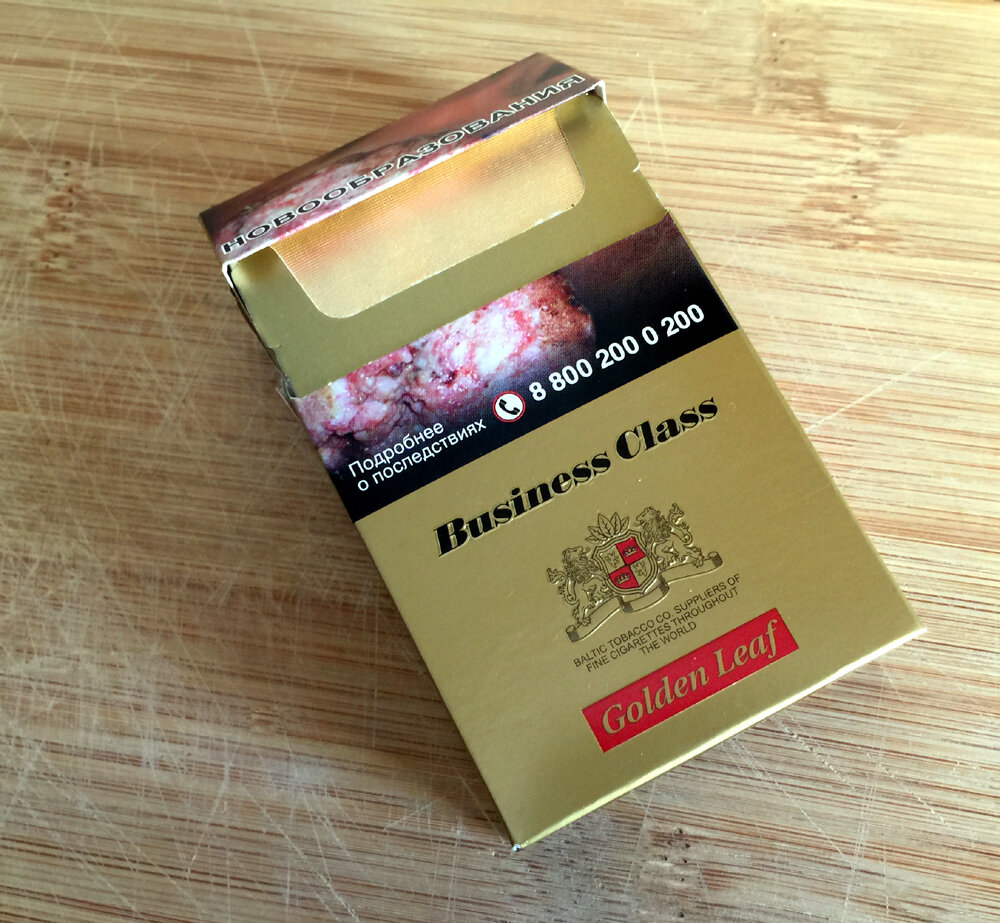 НОВООБРАЗОВАНИЯ
Подробнее
о последствиях
8 800 200 0 200
Business Class
BALTIC TOBACCO CO. SUPPLIERS OF
FINE CIGARETTES THROUGHOUT
THE WORLD
Golden Leaf